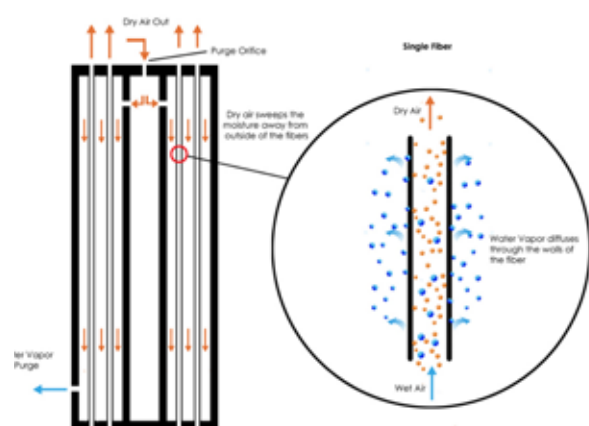 Dry Air Out
Purge Orifice
Single Fiber
Dry air sweeps the
moisture away from
outside of the fibers
Dry Air
Water Vapor diffuses
through the walls of
the fiber
ter Vapor
Purge
Wet Air